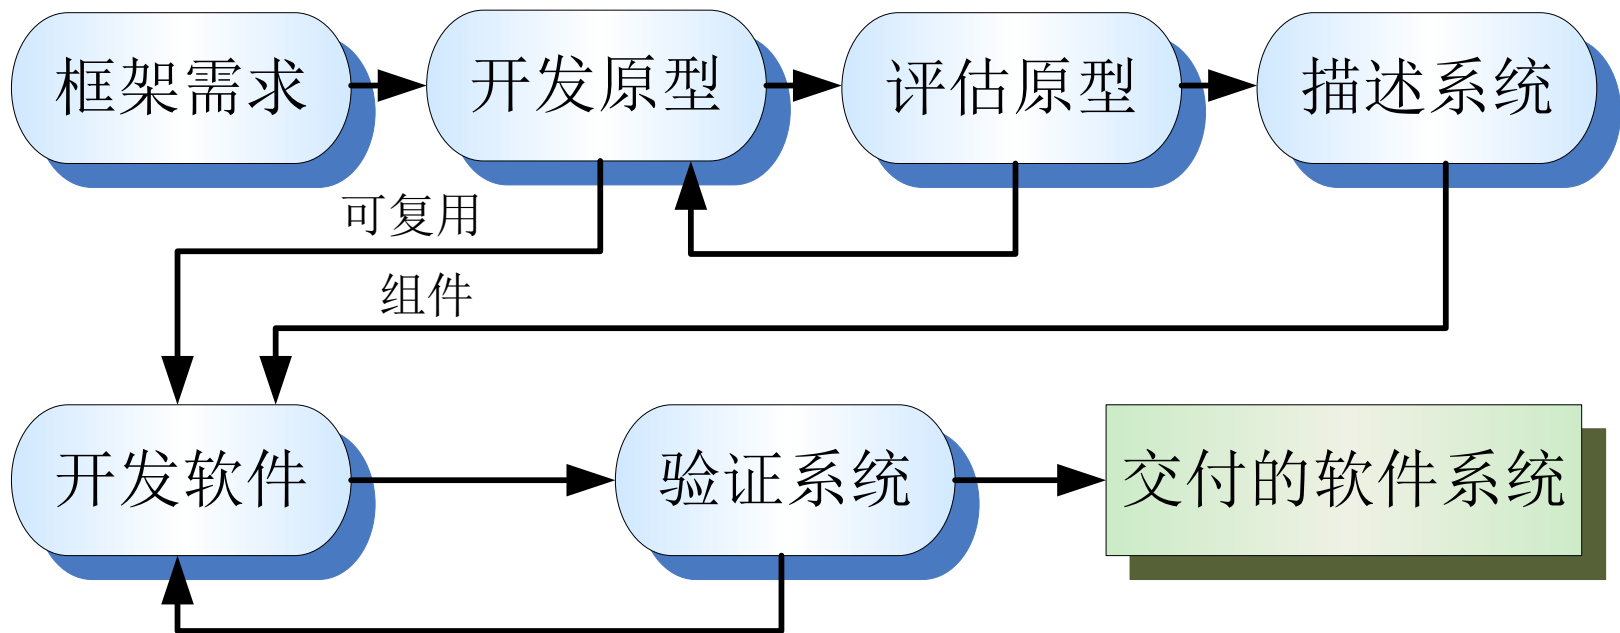 框架需求
开发原型
评估原型
描述系统
可复用
组件
开发软件
验证系统
交付的软件系统